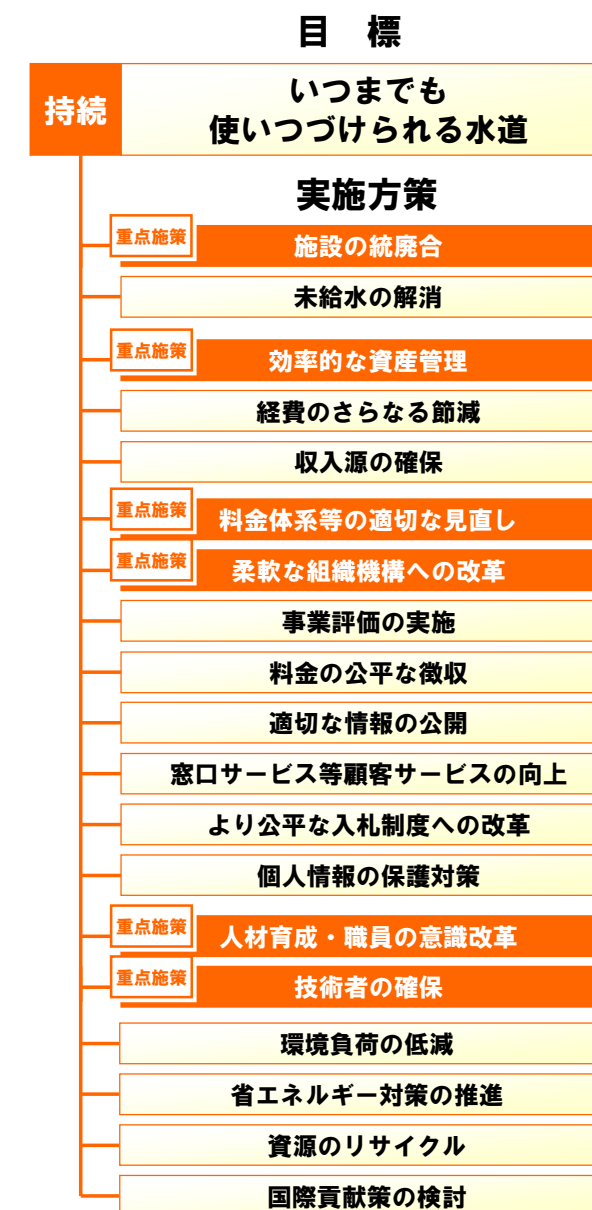 目 標
持続
いつまでも
使いつづけられる水道
実施方策
重点施策
施設の統廃合
未給水の解消
重点施策
効率的な資産管理
経費のさらなる節減
収入源の確保
重点施策
料金体系等の適切な見直し
重点施策
柔軟な組織機構への改革
事業評価の実施
料金の公平な徴収
適切な情報の公開
窓口サービス等顧客サービスの向上
より公平な入札制度への改革
個人情報の保護対策
重点施策
人材育成・職員の意識改革
重点施策
技術者の確保
環境負荷の低減
省エネルギー対策の推進
資源のリサイクル
国際貢献策の検討